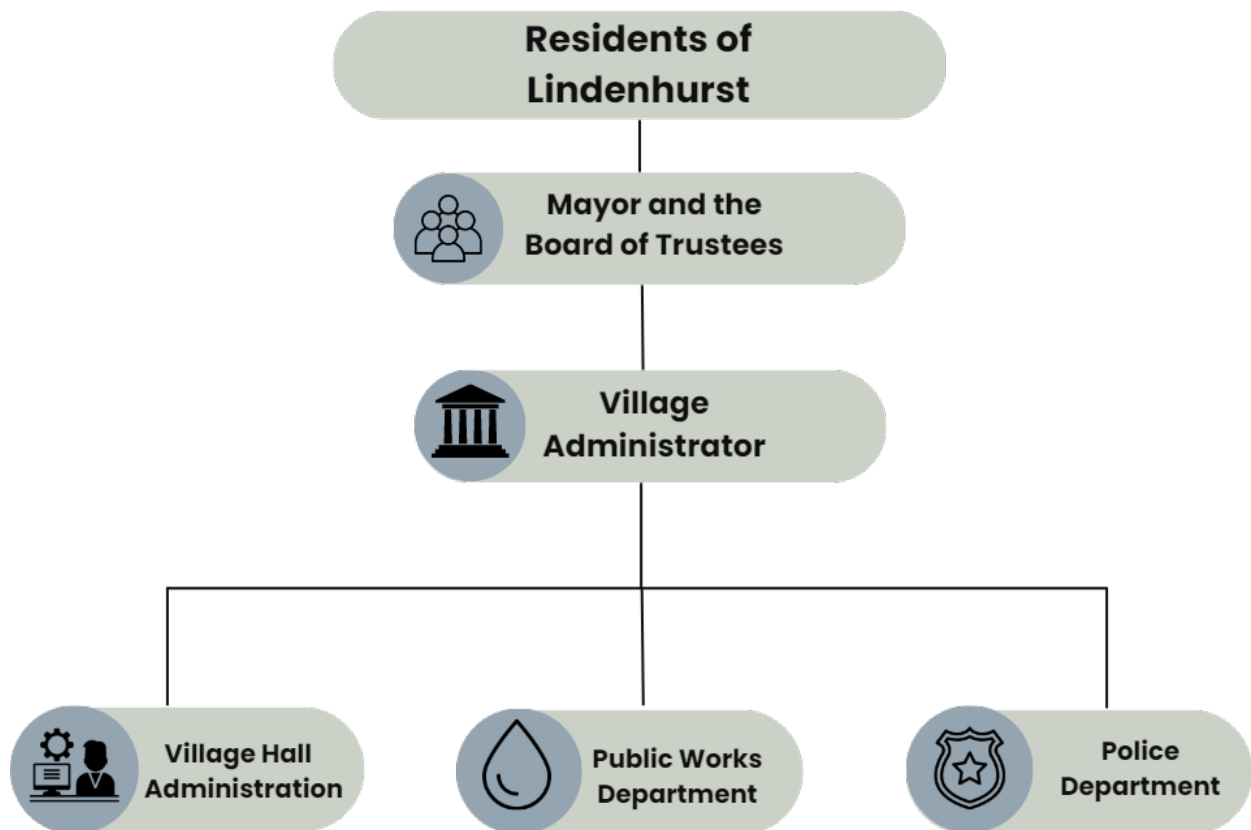 Residents of
Lindenhurst
Mayor and the
Board of Trustees
Village
Administrator
Village Hall
Administration
Public Works
Department
Police
Department